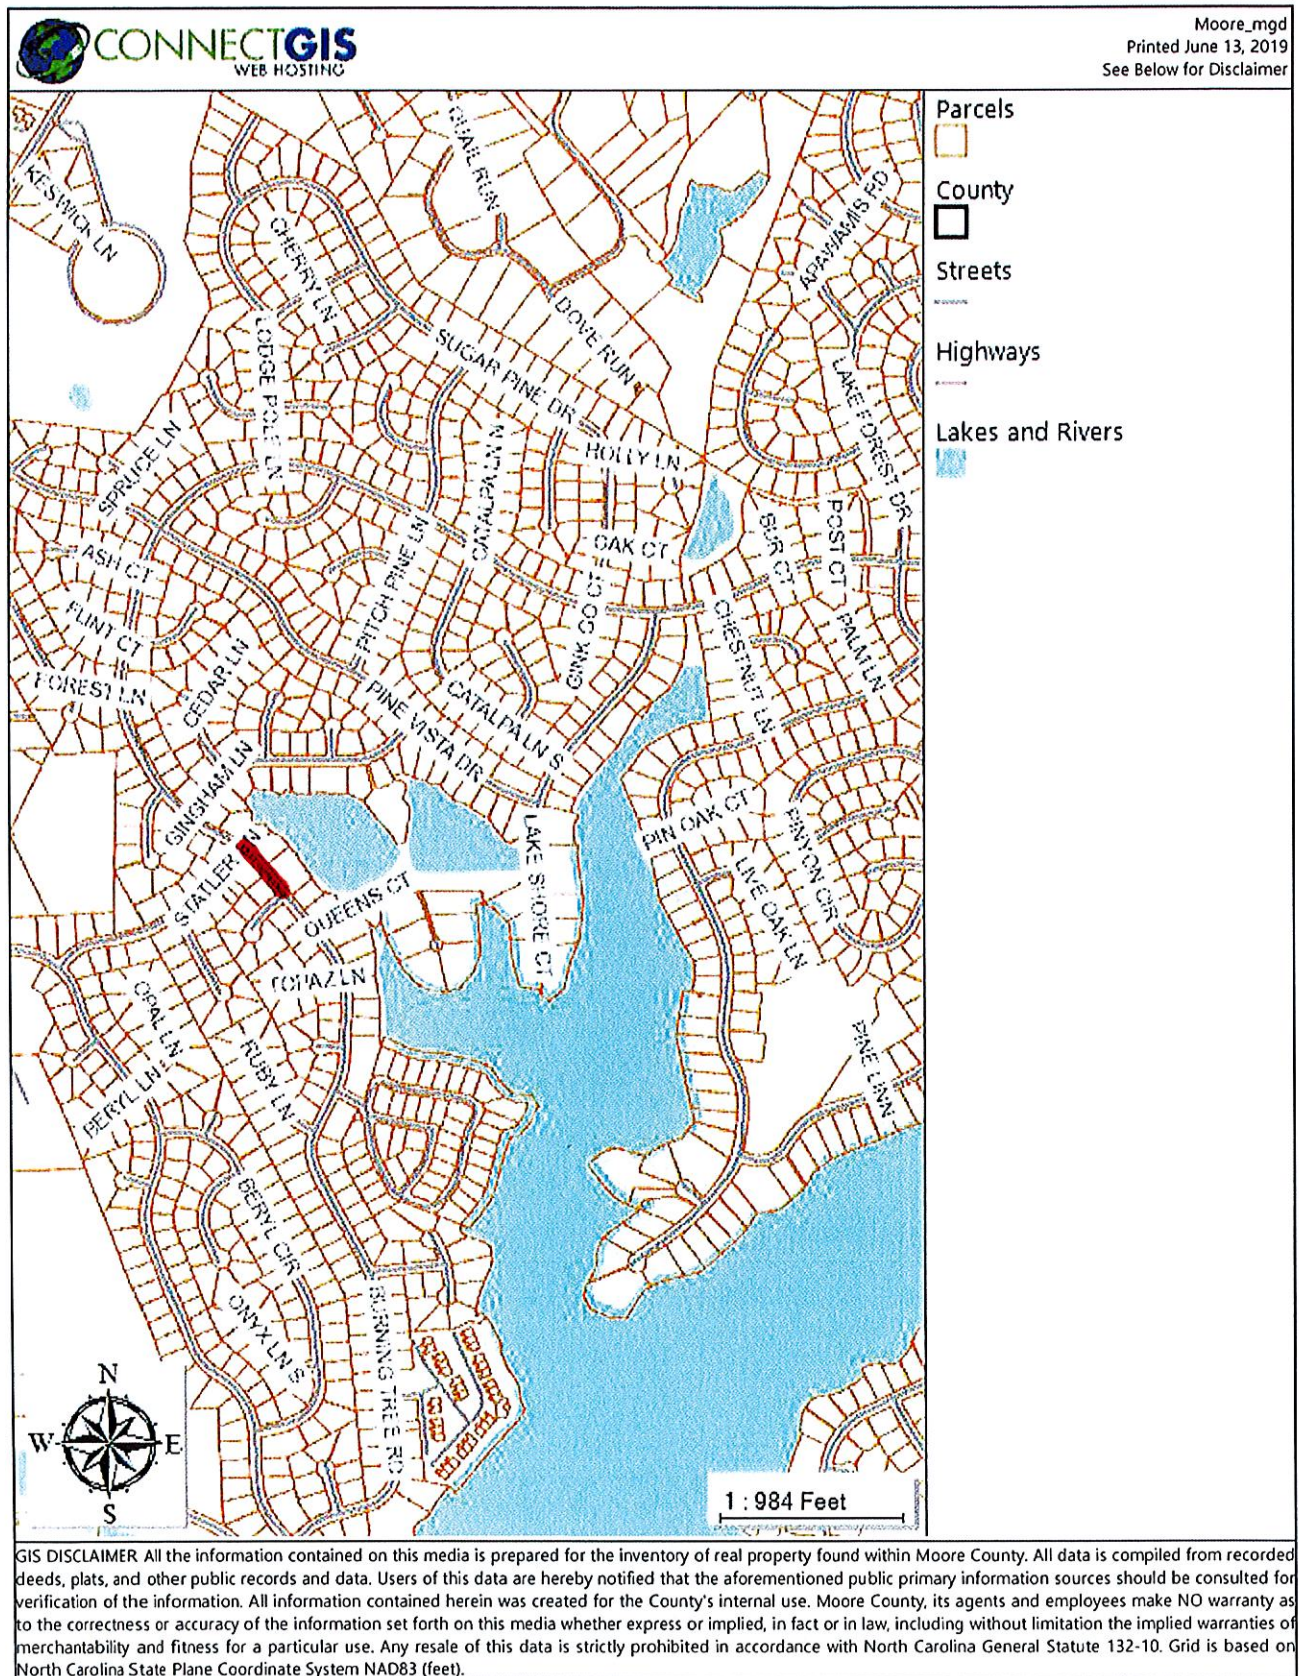 CONNECTGIS
WEB HOSTING
Moore_mgd
Printed June 13, 2019
See Below for Disclaimer
Parcels
County
Streets
Highways
Lakes and Rivers
KESWICK LN
QUAIL RUN
CHERRY LN
APAWAMIS RD
DOVE RUN
LODGE POLE LN
SUGAR PINE DR
LAKE FOREST DR
SPRUCE LN
CATALPA LN N
HOLLY LN
OAK CT
SUR CT
POST CT
ASH CT
PITCH PINE LN
GINK GO CT
CHESTNUT LN
PALM LN
FLINT CT
FOREST LN
CEDAR LN
PINE VISTA DR
CATALPA LN S
GINGHAM LN
STATLER LN
QUEENS CT
LAKE SHORE CT
PIN OAK CT
LIVE OAK LN
PINYON CIR
TOPAZ LN
OPAL LN
RUBY LN
BERYL LN
PINE L NN
BERYL CIR
ONYX LN S
BURNING TREE RD
N
W
E
S
1 : 984 Feet
GIS DISCLAIMER All the information contained on this media is prepared for the inventory of real property found within Moore County. All data is compiled from recorded
deeds, plats, and other public records and data. Users of this data are hereby notified that the aforementioned public primary information sources should be consulted for
verification of the information. All information contained herein was created for the County's internal use. Moore County, its agents and employees make NO warranty as
to the correctness or accuracy of the information set forth on this media whether express or implied, in fact or in law, including without limitation the implied warranties of
merchantability and fitness for a particular use. Any resale of this data is strictly prohibited in accordance with North Carolina General Statute 132-10. Grid is based on
North Carolina State Plane Coordinate System NAD83 (feet).